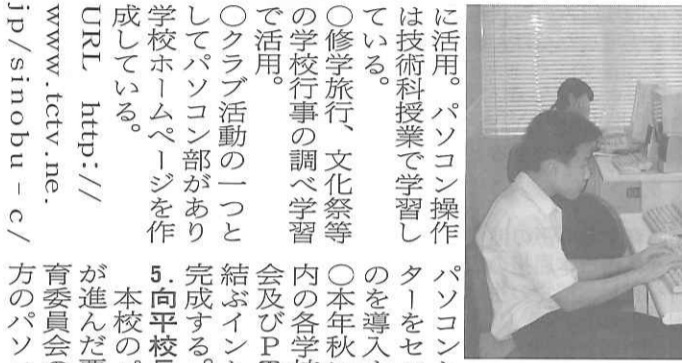 に活用。パソコン操作
は技術科授業で学習し
ている。
○修学旅行、文化祭等
の学校行事の調べ学習
で活用。
○クラブ活動の一つと
してパソコン部があり
学校ホームページを作
成している。
URL http://
www.tctv.ne.
jp/sinobu-c/
パソコン
ターをセ
のを導入
○本年秋
内の各学校
会及びP
結ぶイン
完成する。
5.向平校長
本校の
が進んだ
育委員会の
方のパソ